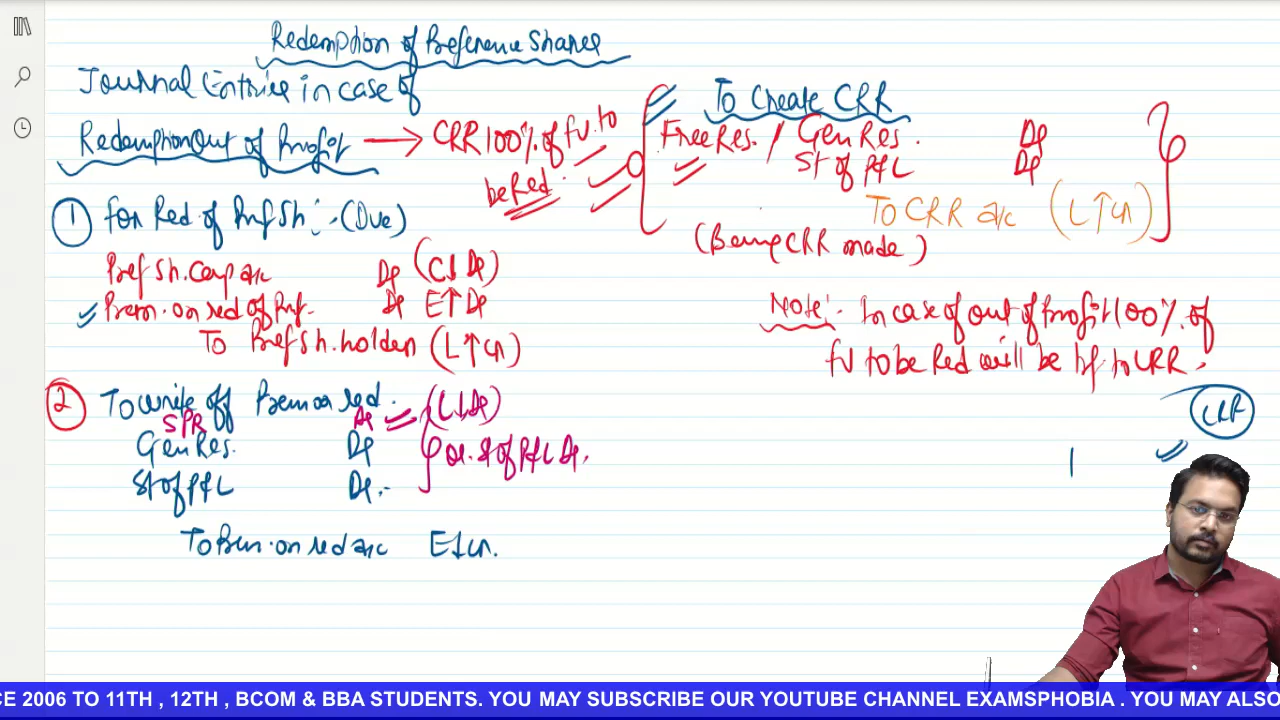 Redemption of Preference Shares
Journal Entries in case of
Redemption Out of Profit → CRR 100% of FV. to
be Red.
① For Red of Pref Sh :- (Due)
Pref Sh. Cap a/c Dr (C↓ Dr)
Prem. on red of Pref. Dr E↑ Dr
To Pref Sh. holders (L↑ Cr)
② To write off Prem on red.
SPR Dr (L↓ Dr)
Gen Res. Dr or. St of P&L Dr.
St of P&L Dr.
To Prem. on red a/c E↓ Cr.
To Create CRR
Free Res. / Gen Res. Dr
St of P&L Dr
To CRR a/c (L↑ Cr)
(Being CRR made)
Note:- In case of out of Profit 100% of
FV to be Red will be tf. to CRR.
CRR
CE 2006 TO 11TH , 12TH , BCOM & BBA STUDENTS. YOU MAY SUBSCRIBE OUR YOUTUBE CHANNEL EXAMSPHOBIA . YOU MAY ALSO